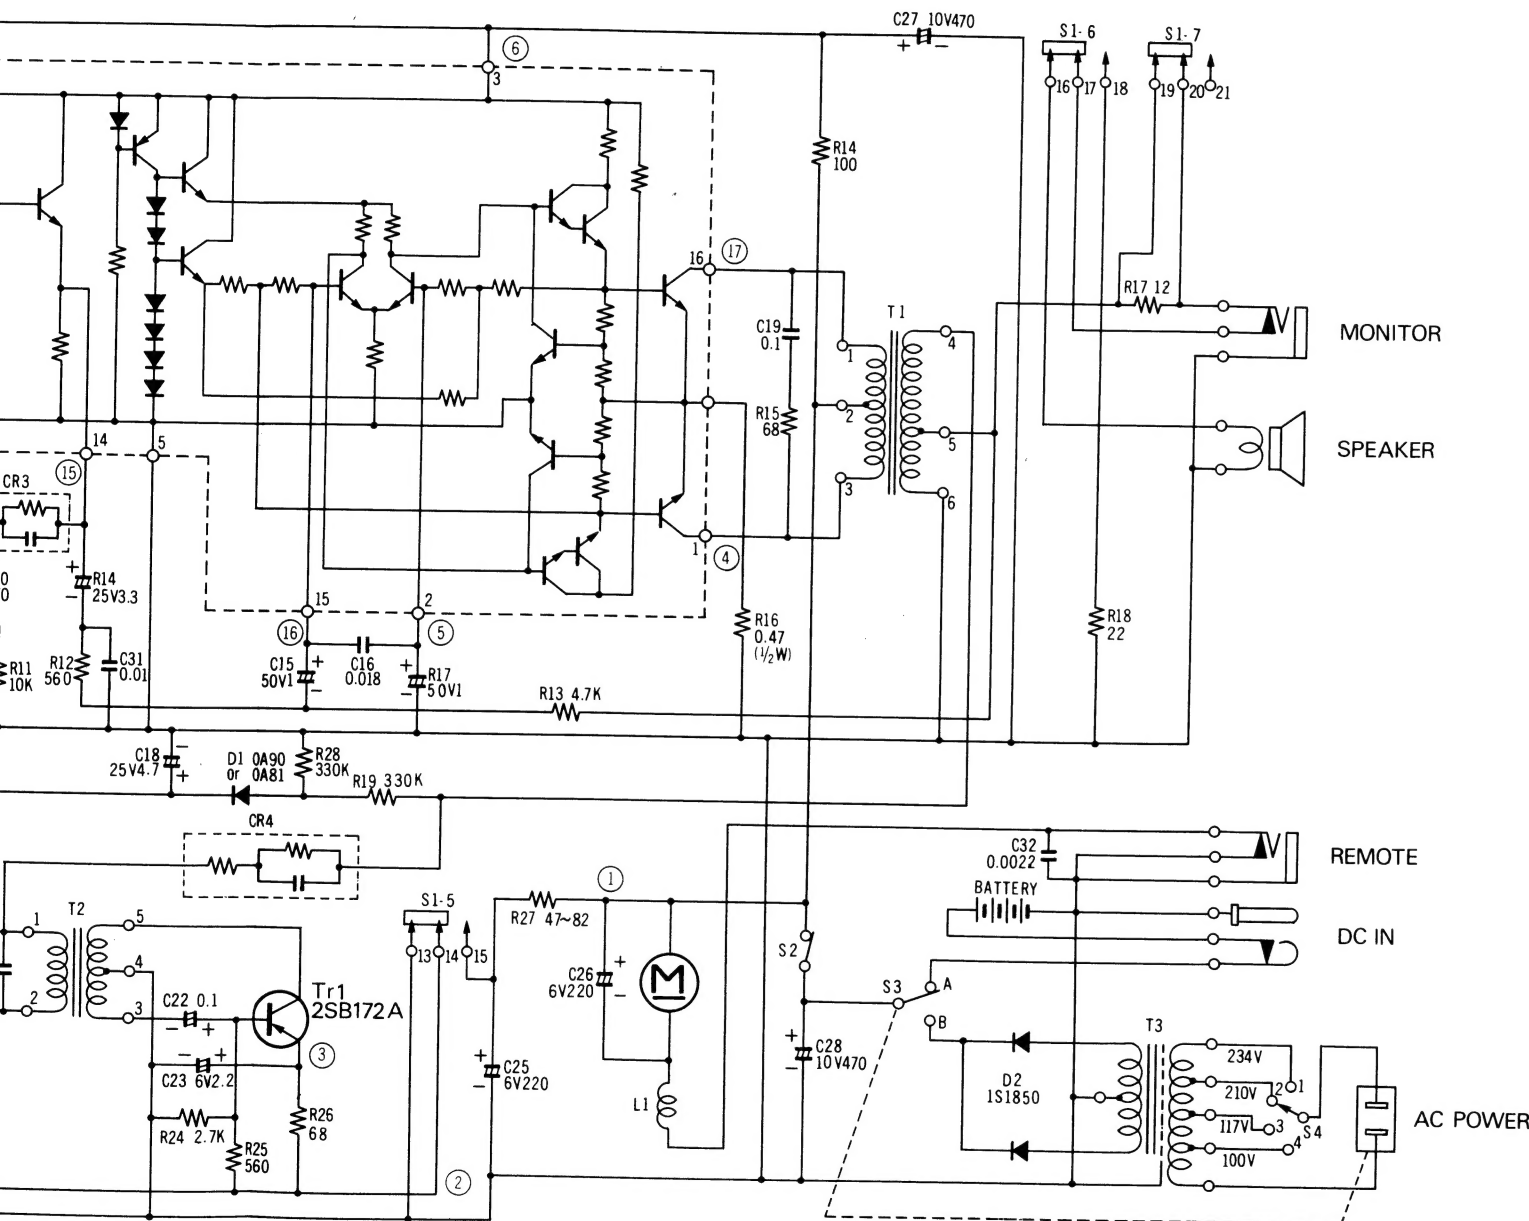 C27 10V470
+ −
S1-6
S1-7
6
3
16 17 18
19 20 21
R14
100
16
17
R17 12
MONITOR
T1
C19
0.1
1
4
2
5
R15
68
3
6
SPEAKER
14
5
15
CR3
1
4
0
0
+
−
R14
25V3.3
15
2
16
5
R16
0.47
(1/2W)
R18
22
R11
10K
R12
560
C31
0.01
C15
50V1
+
−
C16
0.018
+
−
R17
50V1
R13 4.7K
C18
25V4.7
−
+
D1 0A90
or 0A81
R28
330K
R19 330K
CR4
C32
0.0022
REMOTE
BATTERY
DC IN
1
S1-5
R27 47~82
13 14 15
T2
1
5
4
2
3
S2
C26
6V220
+
−
M
S3
A
B
C22 0.1
− +
Tr1
2SB172A
3
− +
C23 6V2.2
+
−
C25
6V220
+
−
C28
10V470
L1
D2
1S1850
T3
234V
210V
117V
100V
1
2
3
4
S4
AC POWER
R24 2.7K
R25
560
R26
68
2